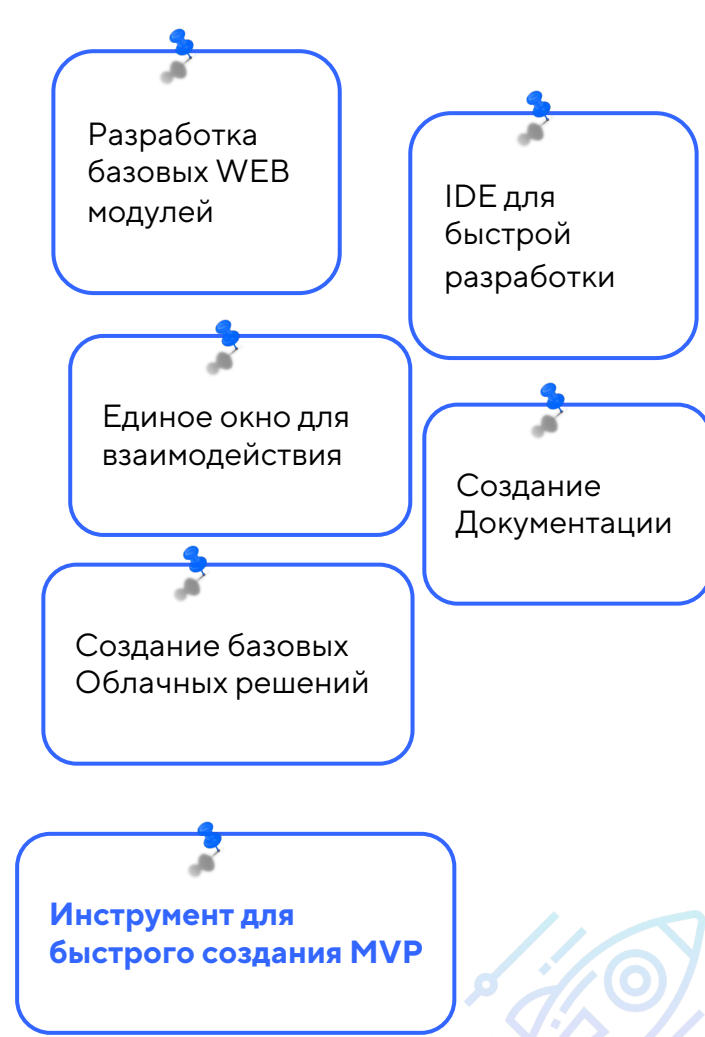 Разработка
базовых WEB
модулей
IDE для
быстрой
разработки
Единое окно для
взаимодействия
Создание
Документации
Создание базовых
Облачных решений
Инструмент для
быстрого создания MVP